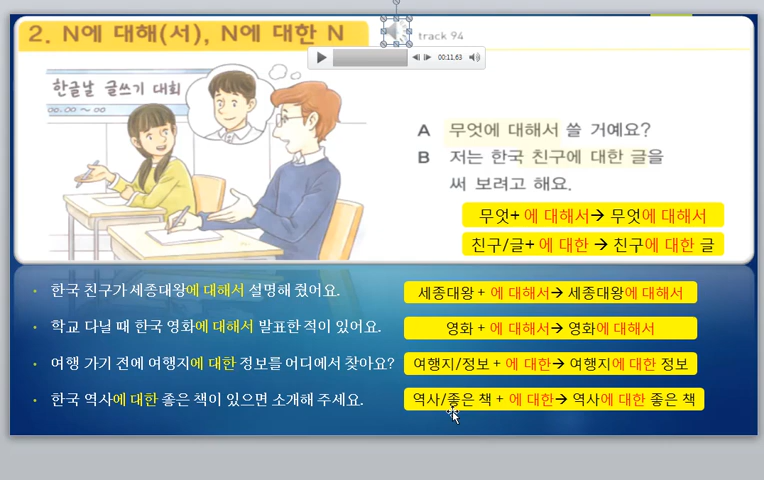 2. N에 대해(서), N에 대한 N
track 94
00:11.63
한글날 글쓰기 대회
00.00 ~ 00
A 무엇에 대해서 쓸 거예요?
B 저는 한국 친구에 대한 글을
써 보려고 해요.
무엇+ 에 대해서→ 무엇에 대해서
친구/글+ 에 대한 → 친구에 대한 글
• 한국 친구가 세종대왕에 대해서 설명해 줬어요.
세종대왕 + 에 대해서→ 세종대왕에 대해서
• 학교 다닐 때 한국 영화에 대해서 발표한 적이 있어요.
영화 + 에 대해서→ 영화에 대해서
• 여행 가기 전에 여행지에 대한 정보를 어디에서 찾아요?
여행지/정보 + 에 대한→ 여행지에 대한 정보
• 한국 역사에 대한 좋은 책이 있으면 소개해 주세요.
역사/좋은 책 + 에 대한→ 역사에 대한 좋은 책